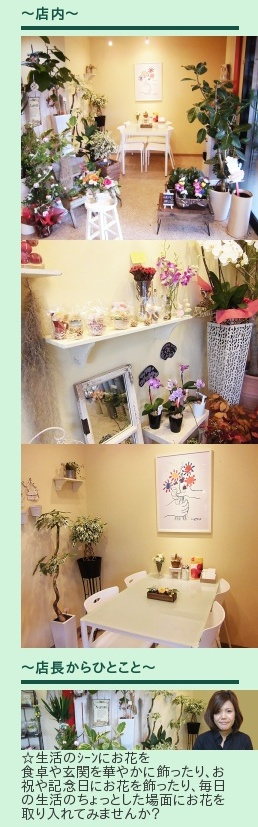 ～店内～
～店長からひとこと～
☆生活のｼｰﾝにお花を
食卓や玄関を華やかに飾ったり、お
祝や記念日にお花を飾ったり、毎日
の生活のちょっとした場面にお花を
取り入れてみませんか？